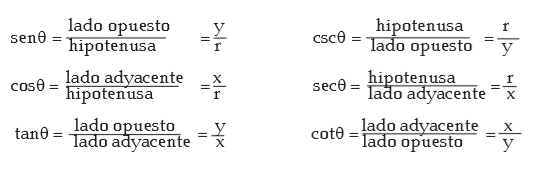 senθ = lado opuesto / hipotenusa = y / r
cscθ = hipotenusa / lado opuesto = r / y
cosθ = lado adyacente / hipotenusa = x / r
secθ = hipotenusa / lado adyacente = r / x
tanθ = lado opuesto / lado adyacente = y / x
cotθ = lado adyacente / lado opuesto = x / y